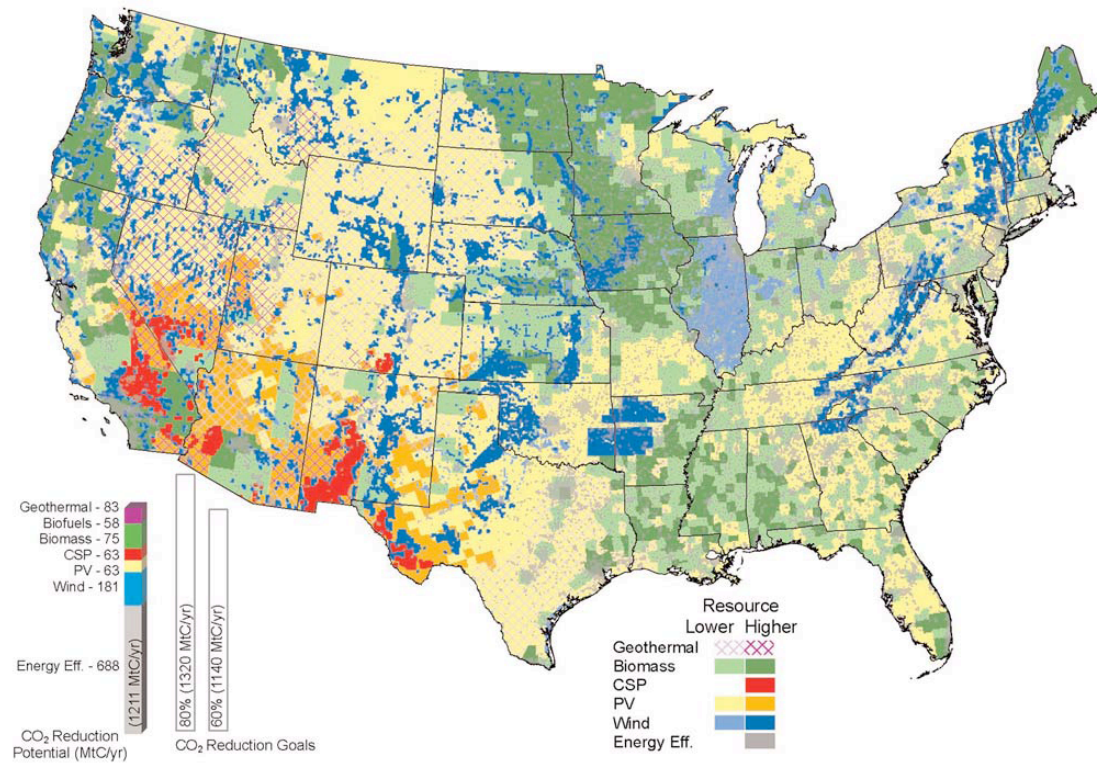 Geothermal - 83
Biofuels - 58
Biomass - 75
CSP - 63
PV - 63
Wind - 181
Energy Eff. - 688
(1211 MtC/yr)
CO2 Reduction
Potential (MtC/yr)
80% (1320 MtC/yr)
60% (1140 MtC/yr)
CO2 Reduction Goals
Resource
Lower Higher
Geothermal
Biomass
CSP
PV
Wind
Energy Eff.